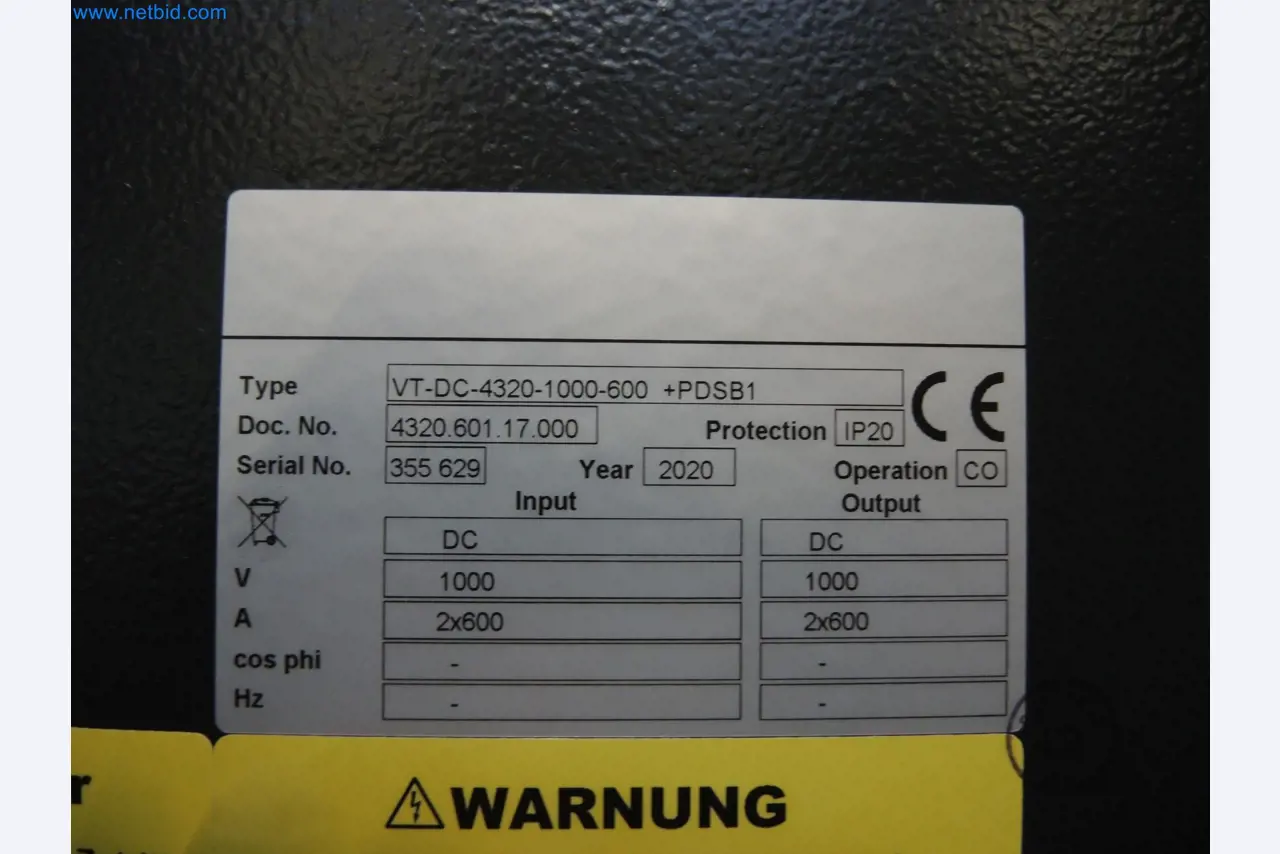 www.netbid.com
Type VT-DC-4320-1000-600 +PDSB1 CE
Doc. No. 4320.601.17.000 Protection IP20
Serial No. 355 629 Year 2020 Operation CO
Input Output
DC DC
V 1000 1000
A 2x600 2x600
cos phi - -
Hz - -
r
WARNUNG